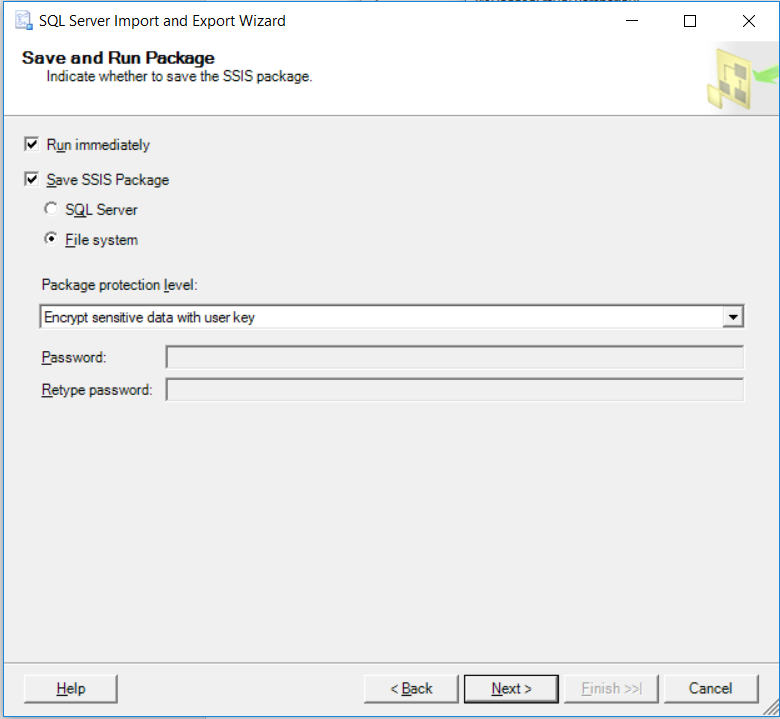 SQL Server Import and Export Wizard
Save and Run Package
Indicate whether to save the SSIS package.
Run immediately
Save SSIS Package
SQL Server
File system
Package protection level:
Encrypt sensitive data with user key
Password:
Retype password:
Help
< Back
Next >
Finish >>|
Cancel